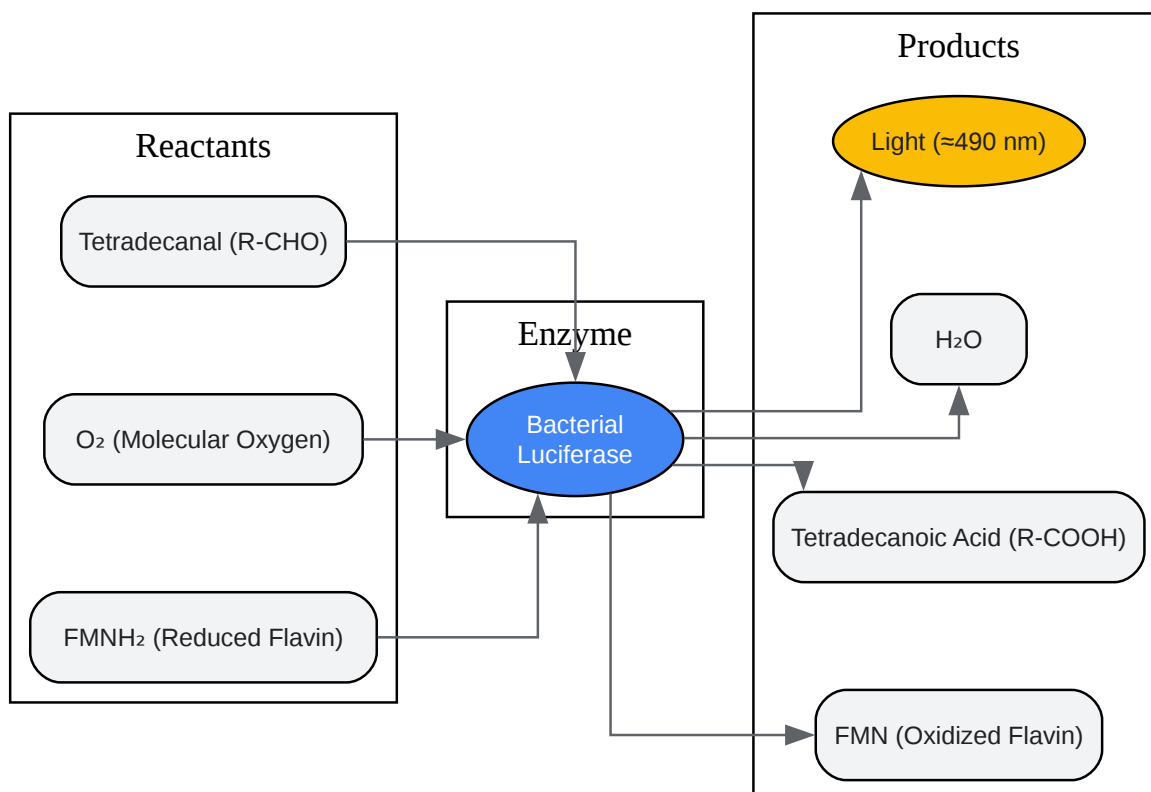 Reactants
Tetradecanal (R-CHO)
O₂ (Molecular Oxygen)
FMNH₂ (Reduced Flavin)
Enzyme
Bacterial
Luciferase
Products
Light (≈490 nm)
H₂O
Tetradecanoic Acid (R-COOH)
FMN (Oxidized Flavin)